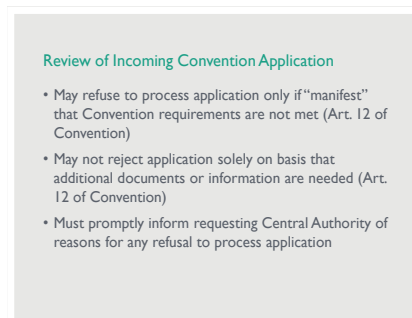 Review of Incoming Convention Application
• May refuse to process application only if “manifest”
that Convention requirements are not met (Art. 12 of
Convention)
• May not reject application solely on basis that
additional documents or information are needed (Art.
12 of Convention)
• Must promptly inform requesting Central Authority of
reasons for any refusal to process application